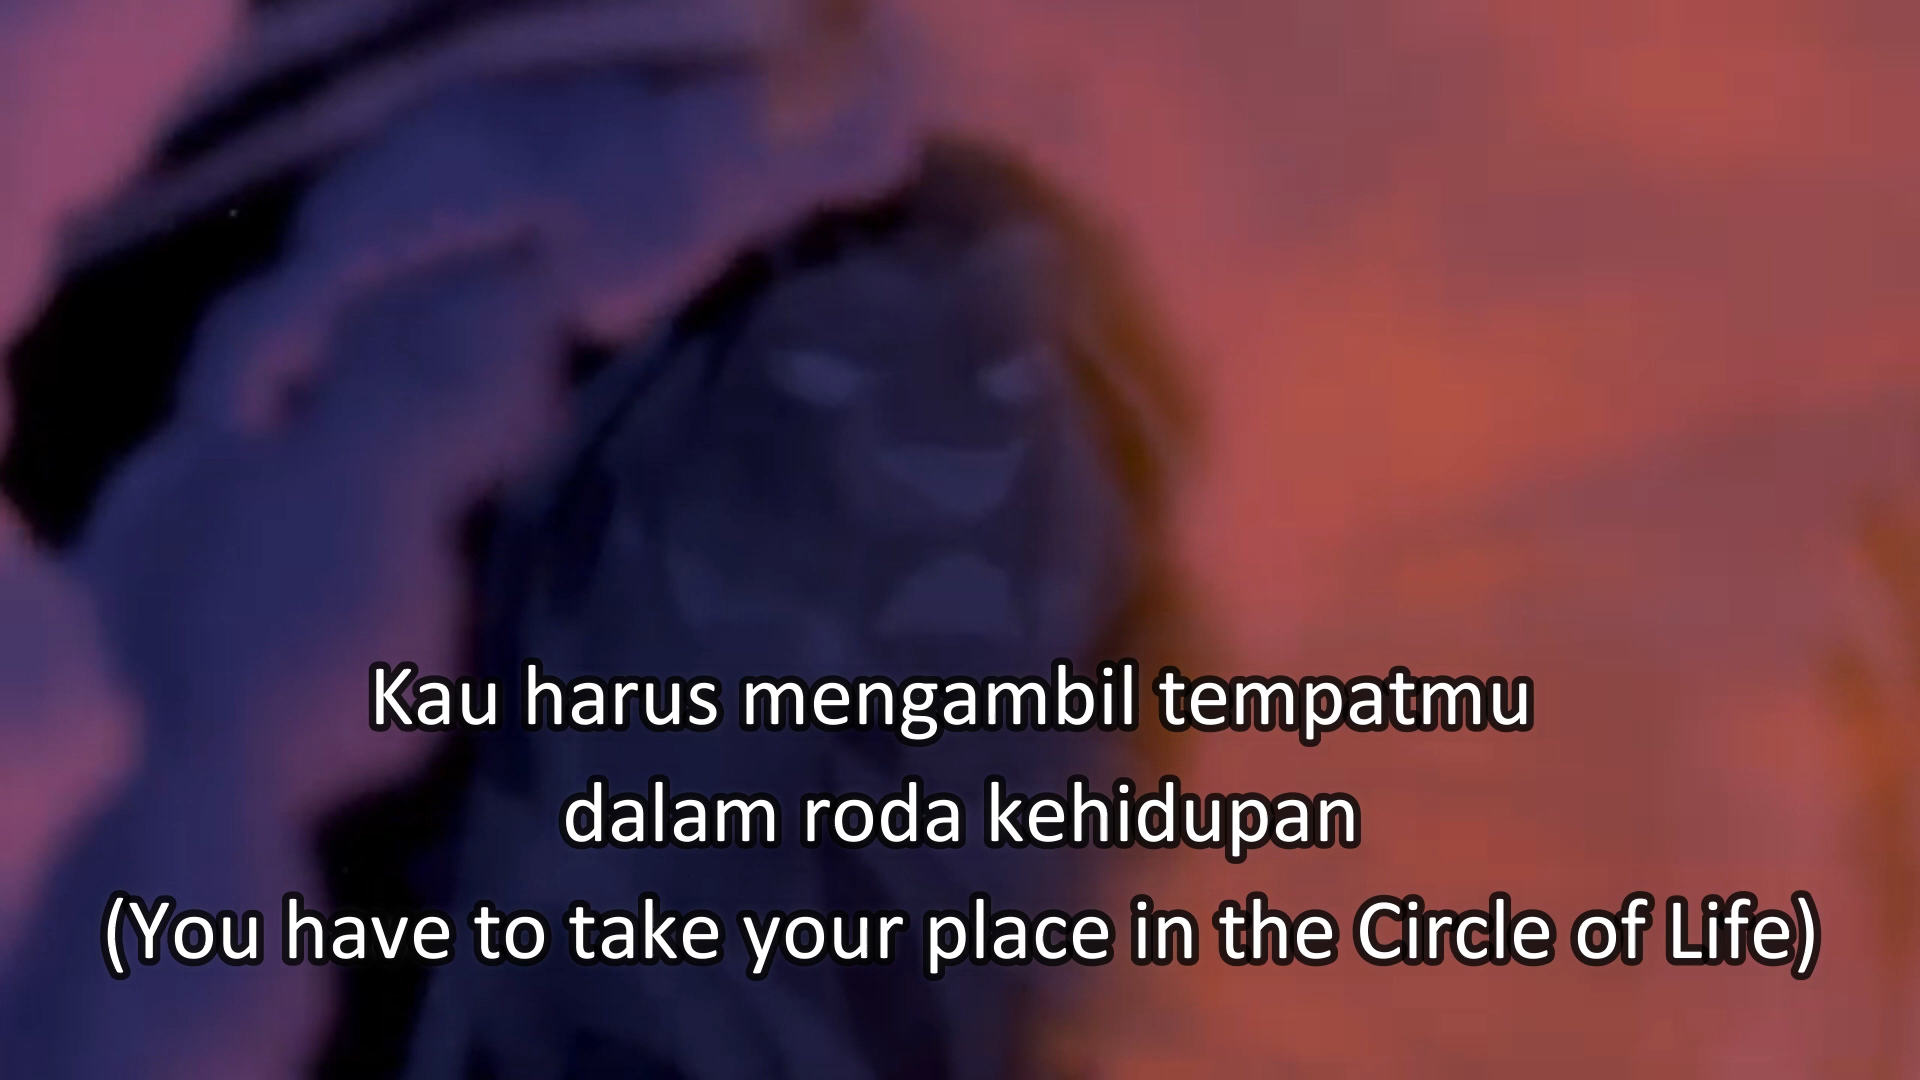 Kau harus mengambil tempatmu
dalam roda kehidupan
(You have to take your place in the Circle of Life)